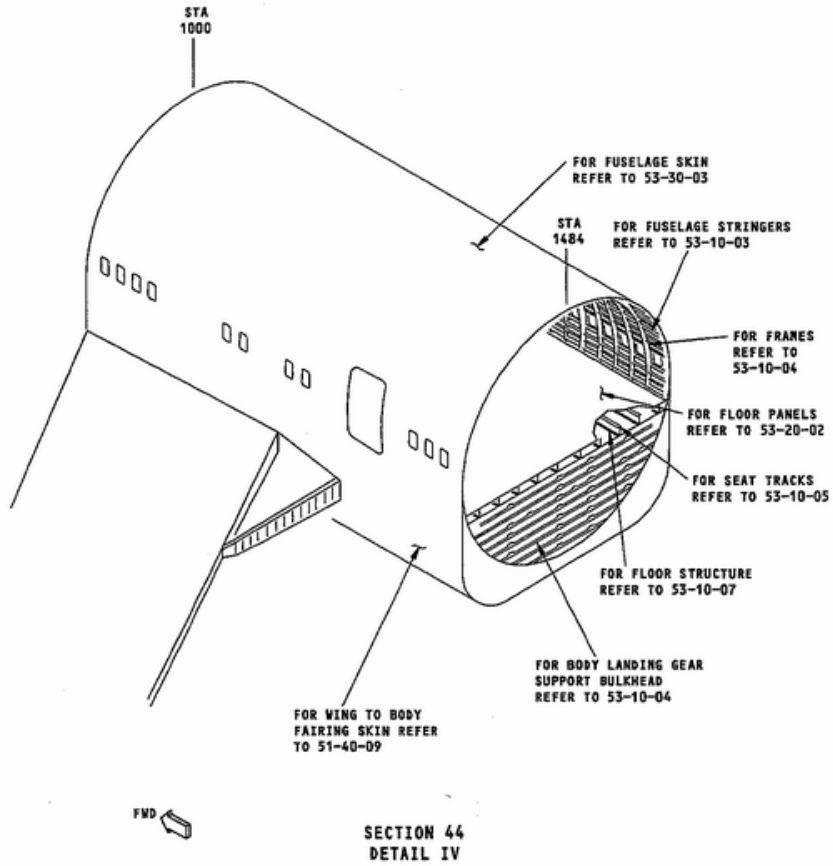 STA
1000
FOR FUSELAGE SKIN
REFER TO 53-30-03
STA
1484
FOR FUSELAGE STRINGERS
REFER TO 53-10-03
FOR FRAMES
REFER TO
53-10-04
FOR FLOOR PANELS
REFER TO 53-20-02
FOR SEAT TRACKS
REFER TO 53-10-05
FOR FLOOR STRUCTURE
REFER TO 53-10-07
FOR BODY LANDING GEAR
SUPPORT BULKHEAD
REFER TO 53-10-04
FOR WING TO BODY
FAIRING SKIN REFER
TO 51-40-09
FWD
SECTION 44
DETAIL IV